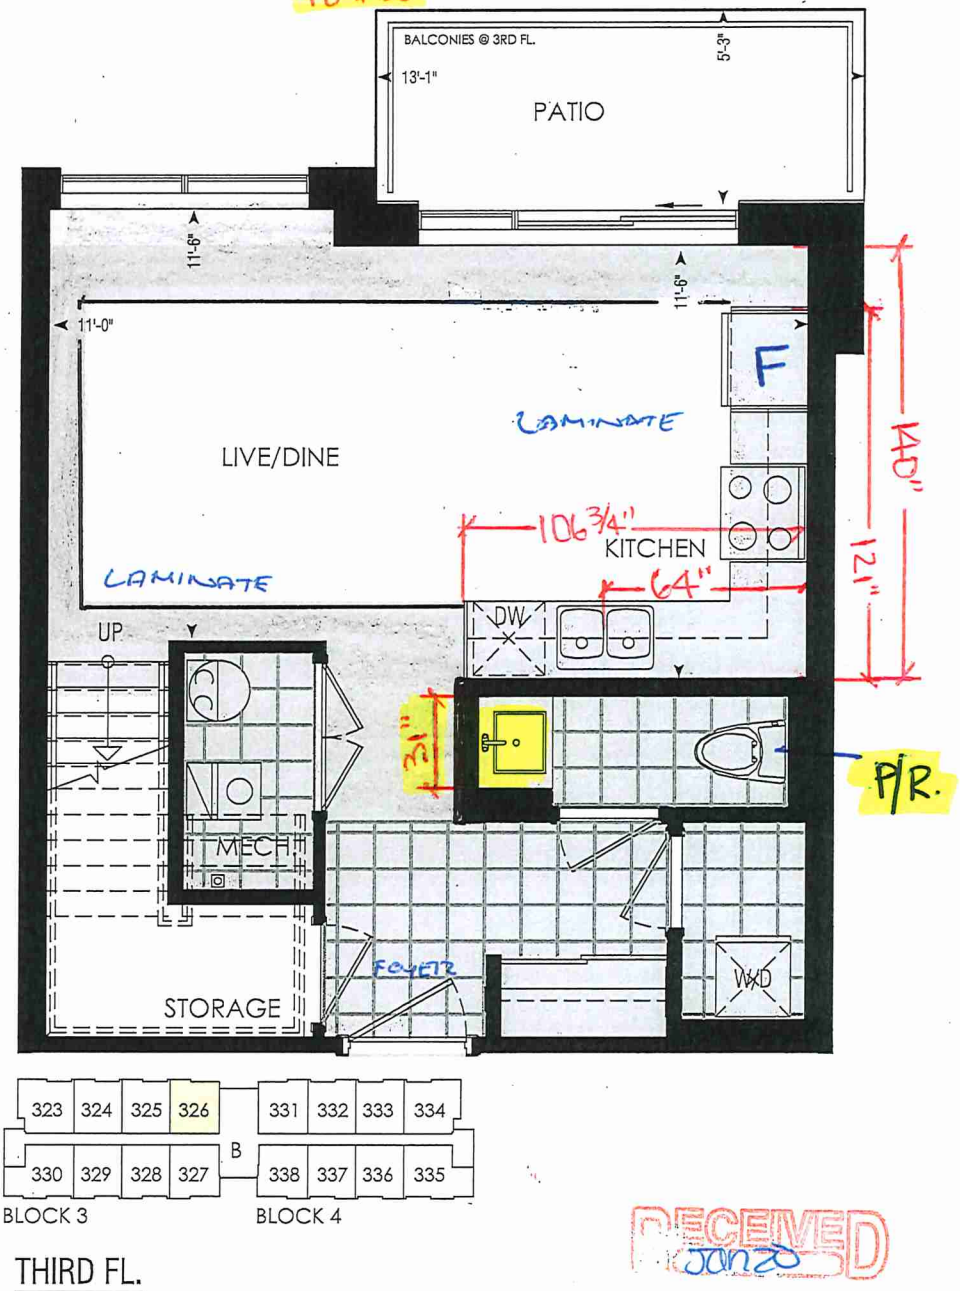 BALCONIES @ 3RD FL.
5'-3"
13'-1"
PATIO
11'-6"
11'-6"
11'-0"
F
LAMINATE
LIVE/DINE
140"
106 3/4"
KITCHEN
121"
LAMINATE
64"
UP
DW
31"
P/R.
MECH
FOYER
W/D
STORAGE
323 324 325 326 331 332 333 334
B
330 329 328 327 338 337 336 335
BLOCK 3 BLOCK 4
RECEIVED
Jan 20
THIRD FL.